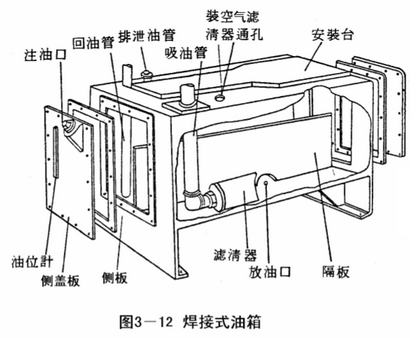 注油口
回油管
排泄油管
吸油管
装空气滤
清器通孔
安装台
油位計
侧盖板
侧板
滤清器
放油口
隔板
图3—12 焊接式油箱